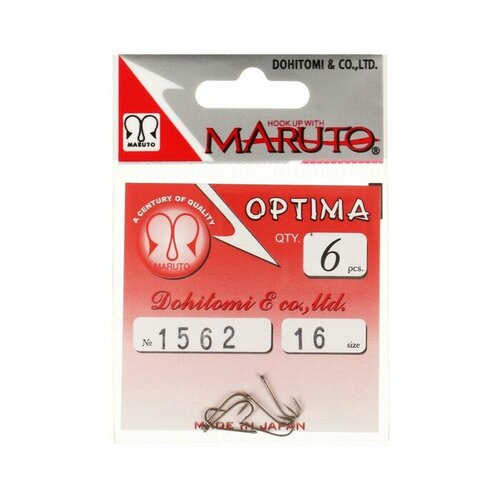 DOHITOMI & CO.,LTD.
HOOK UP WITH
MARUTO®
MARUTO
A CENTURY OF QUALITY
MARUTO
OPTIMA
QTY. 6 pcs.
Dohitomi & co.,ltd.
№ 1562 16 size
MADE IN JAPAN